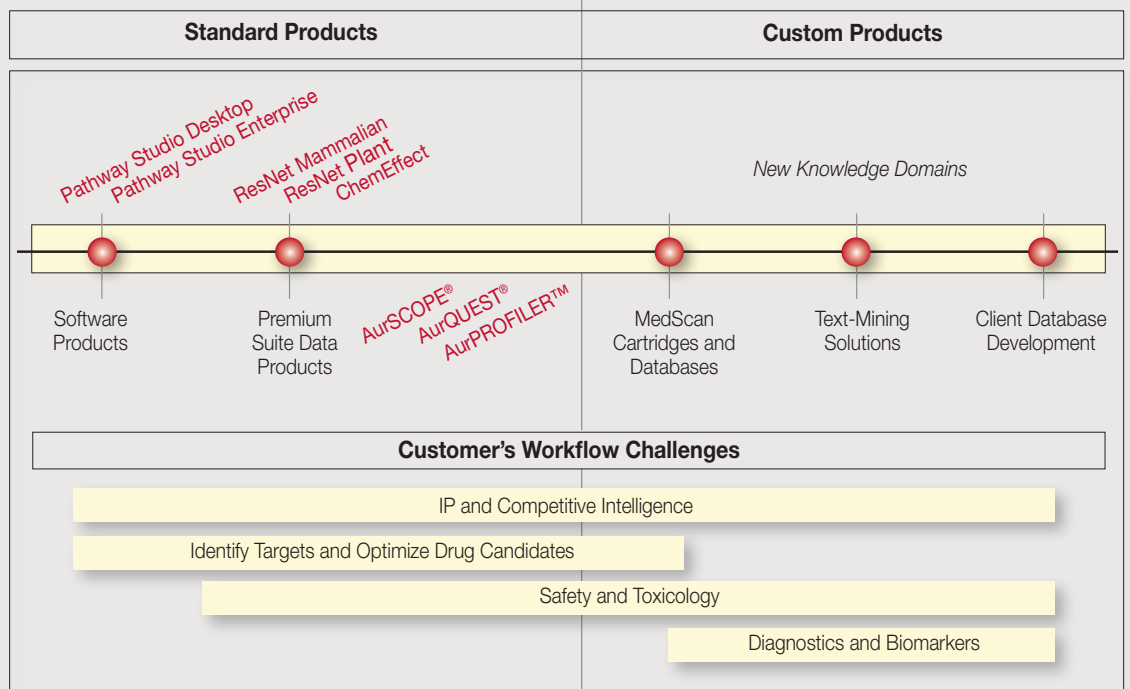 Standard Products
Custom Products
Pathway Studio Desktop
Pathway Studio Enterprise
ResNet Mammalian
ResNet Plant
ChemEffect
New Knowledge Domains
Software
Products
Premium
Suite Data
Products
AurSCOPE®
AurQUEST®
AurPROFILER™
MedScan
Cartridges and
Databases
Text-Mining
Solutions
Client Database
Development
Customer’s Workflow Challenges
IP and Competitive Intelligence
Identify Targets and Optimize Drug Candidates
Safety and Toxicology
Diagnostics and Biomarkers